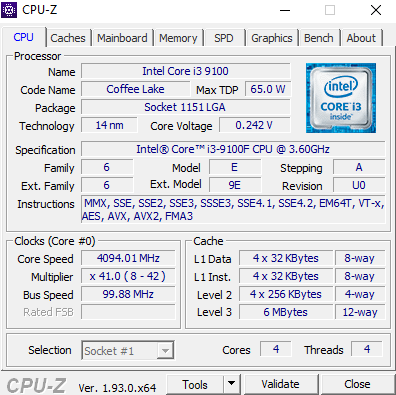 CPU-Z
CPU Caches Mainboard Memory SPD Graphics Bench About
Processor
Name Intel Core i3 9100
Code Name Coffee Lake Max TDP 65.0 W
Package Socket 1151 LGA
Technology 14 nm Core Voltage 0.242 V
intel
CORE i3
inside™
Specification Intel® Core™ i3-9100F CPU @ 3.60GHz
Family 6 Model E Stepping A
Ext. Family 6 Ext. Model 9E Revision U0
Instructions MMX, SSE, SSE2, SSE3, SSSE3, SSE4.1, SSE4.2, EM64T, VT-x,
AES, AVX, AVX2, FMA3
Clocks (Core #0) Cache
Core Speed 4094.01 MHz L1 Data 4 x 32 KBytes 8-way
Multiplier x 41.0 ( 8 - 42 ) L1 Inst. 4 x 32 KBytes 8-way
Bus Speed 99.88 MHz Level 2 4 x 256 KBytes 4-way
Rated FSB Level 3 6 MBytes 12-way
Selection Socket #1 Cores 4 Threads 4
CPU-Z Ver. 1.93.0.x64 Tools Validate Close